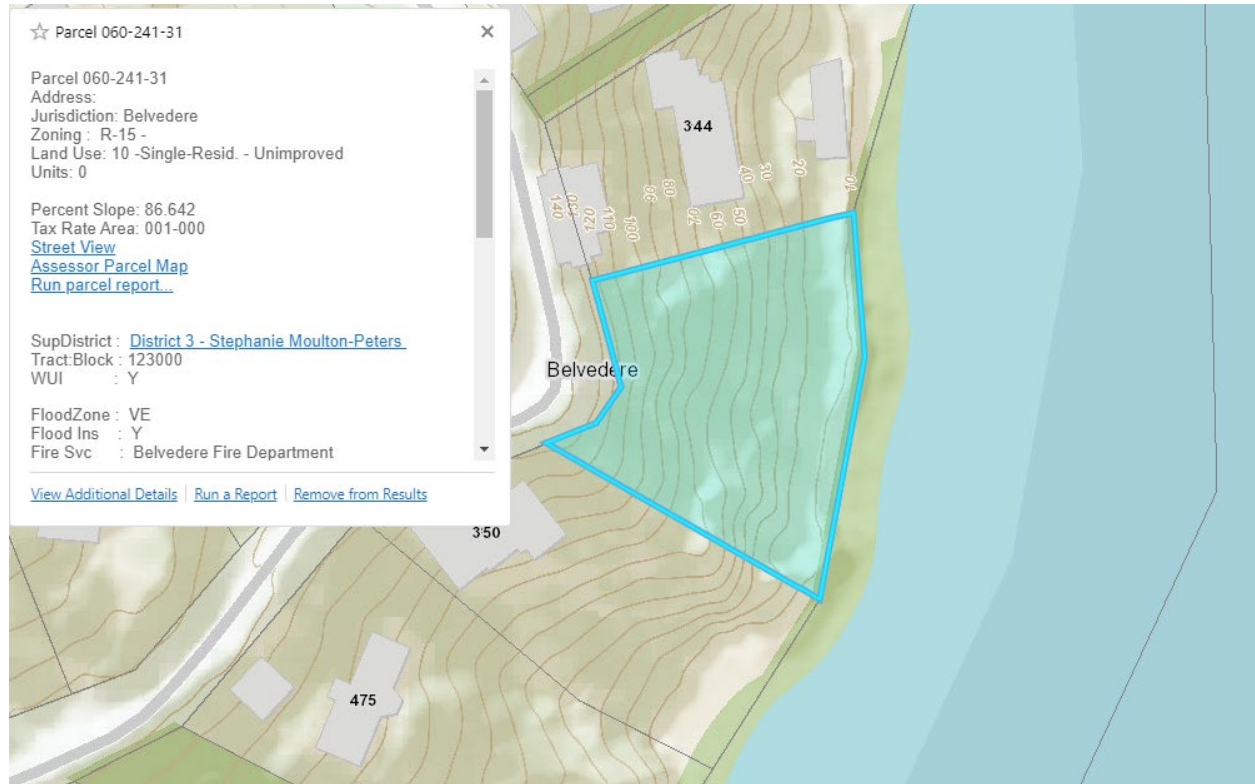 Parcel 060-241-31
Parcel 060-241-31
Address:
Jurisdiction: Belvedere
Zoning : R-15 -
Land Use: 10 -Single-Resid. - Unimproved
Units: 0
Percent Slope: 86.642
Tax Rate Area: 001-000
Street View
Assessor Parcel Map
Run parcel report...
SupDistrict : District 3 - Stephanie Moulton-Peters
Tract:Block : 123000
WUI : Y
FloodZone : VE
Flood Ins : Y
Fire Svc : Belvedere Fire Department
View Additional Details
Run a Report
Remove from Results
344
140
130
120
110
100
90
80
70
60
50
40
30
20
10
Belvedere
350
475